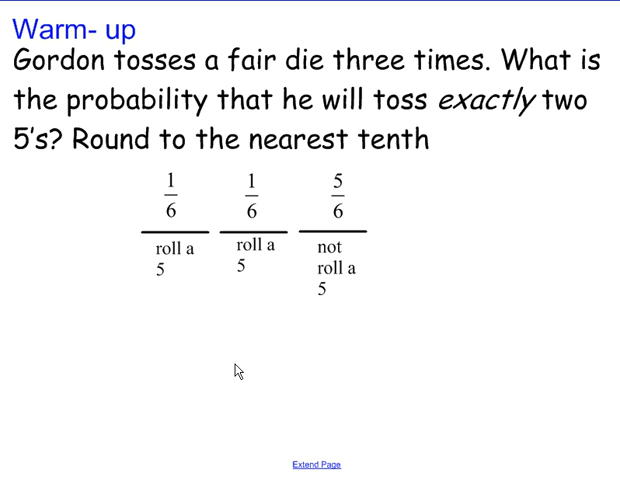 Warm- up
Gordon tosses a fair die three times. What is
the probability that he will toss exactly two
5's? Round to the nearest tenth
1 1 5
6 6 6
roll a roll a not
5 5 roll a
5
Extend Page